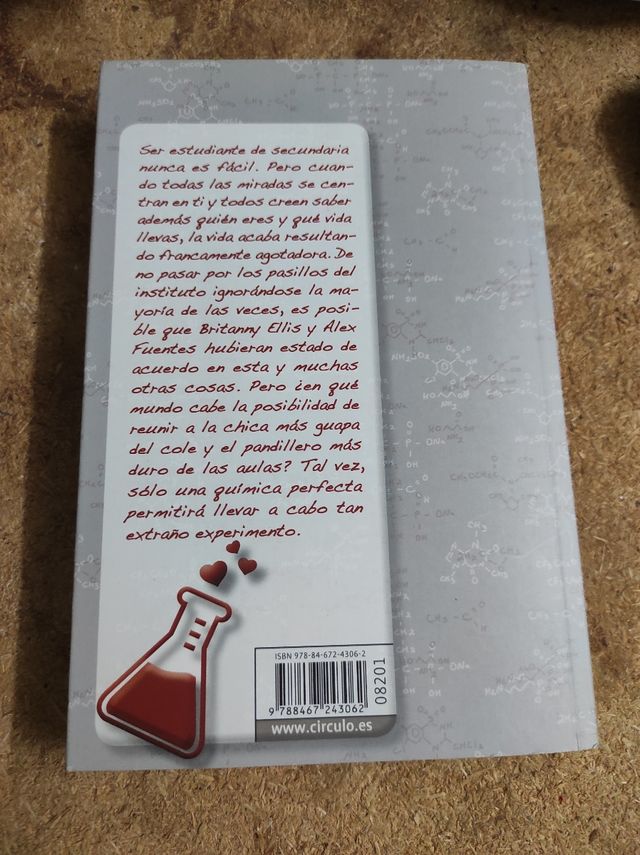 Ser estudiante de secundaria
nunca es fácil. Pero cuan-
do todas las miradas se cen-
tran en ti y todos creen saber
además quién eres y qué vida
llevas, la vida acaba resultan-
do francamente agotadora. De
no pasar por los pasillos del
instituto ignorándose la ma-
yoría de las veces, es posi-
ble que Britanny Ellis y Alex
Fuentes hubieran estado de
acuerdo en esta y muchas
otras cosas. Pero ¿en qué
mundo cabe la posibilidad de
reunir a la chica más guapa
del cole y el pandillero más
duro de las aulas? Tal vez,
sólo una química perfecta
permitirá llevar a cabo tan
extraño experimento.
ISBN 978-84-672-4306-2
9 788467 243062
08201
www.circulo.es